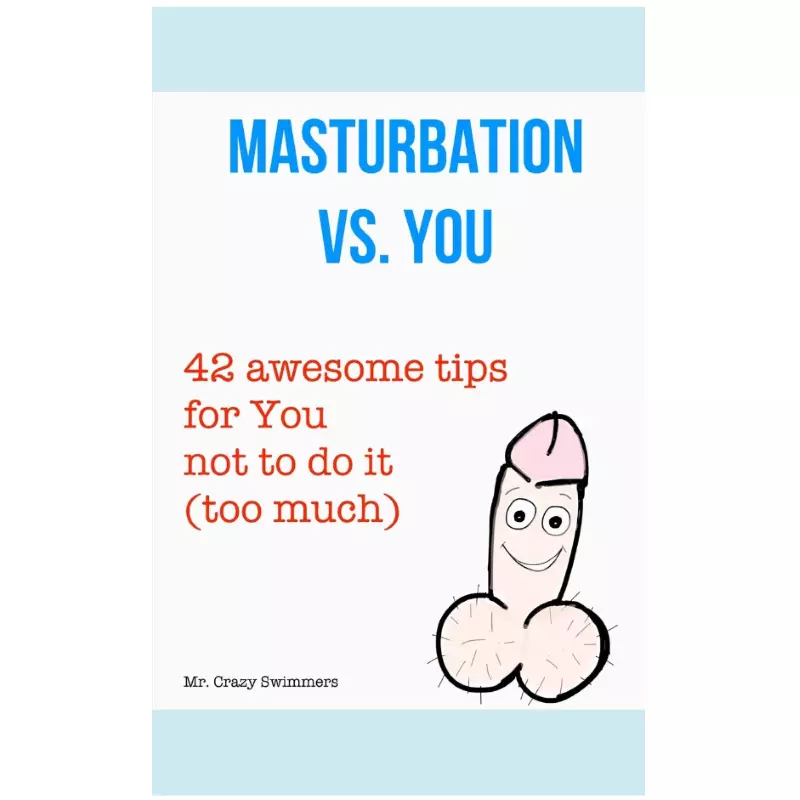 MASTURBATION
VS. YOU
42 awesome tips
for You
not to do it
(too much)
Mr. Crazy Swimmers